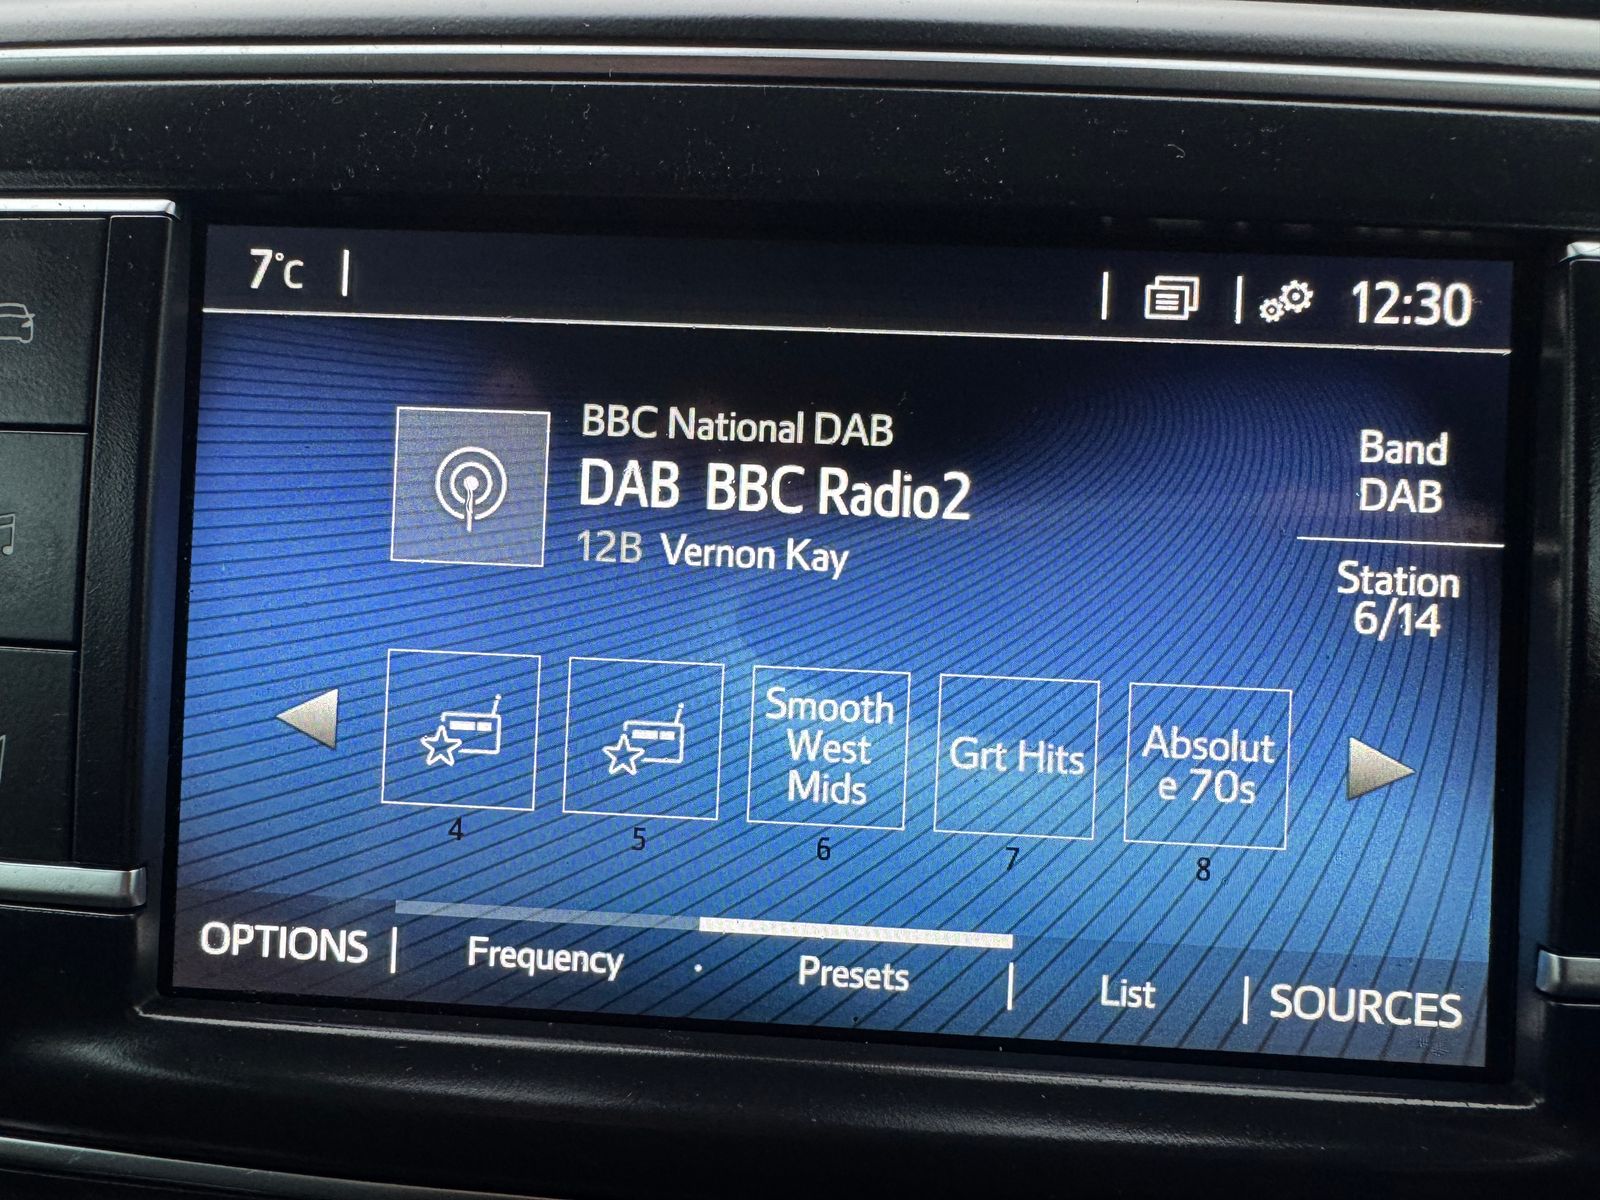 7°C
12:30
BBC National DAB
DAB BBC Radio2
12B Vernon Kay
Band
DAB
Station
6/14
Smooth
West
Mids
Grt Hits
Absolut
e 70s
4
5
6
7
8
OPTIONS
Frequency
Presets
List
SOURCES